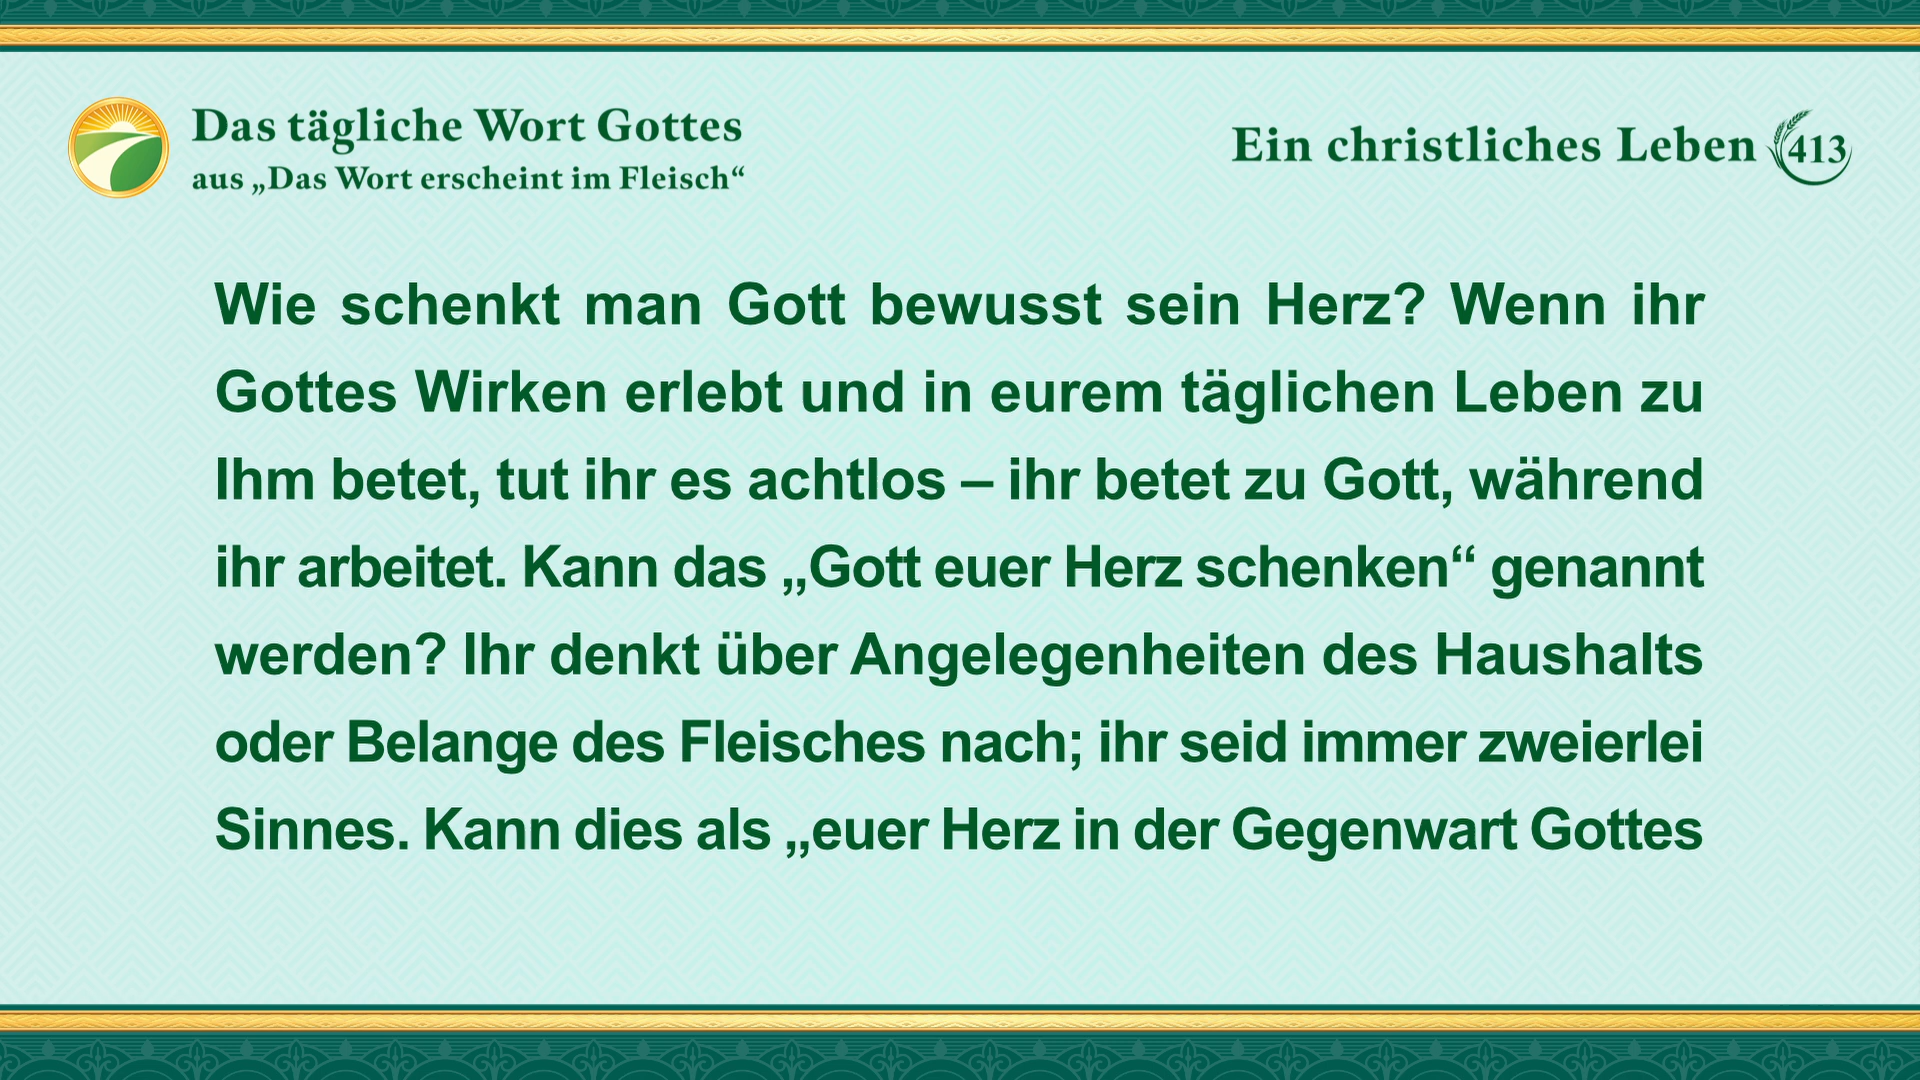 Das tägliche Wort Gottes
aus „Das Wort erscheint im Fleisch“
Ein christliches Leben 413
Wie schenkt man Gott bewusst sein Herz? Wenn ihr
Gottes Wirken erlebt und in eurem täglichen Leben zu
Ihm betet, tut ihr es achtlos – ihr betet zu Gott, während
ihr arbeitet. Kann das „Gott euer Herz schenken“ genannt
werden? Ihr denkt über Angelegenheiten des Haushalts
oder Belange des Fleisches nach; ihr seid immer zweierlei
Sinnes. Kann dies als „euer Herz in der Gegenwart Gottes